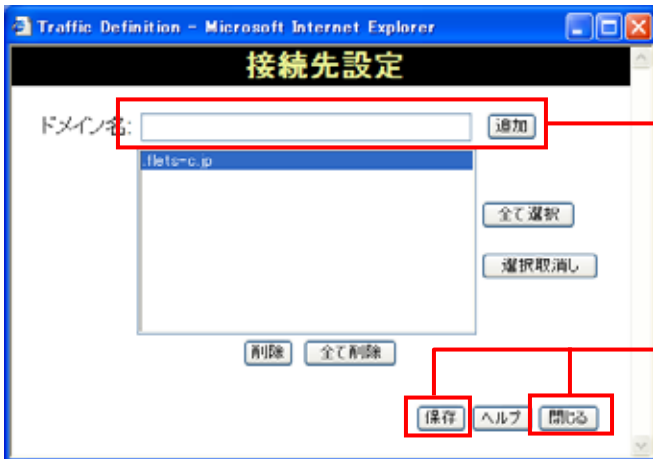 Traffic Definition - Microsoft Internet Explorer
接続先設定
ドメイン名:
追加
.flets-c.jp
全て選択
選択取消し
削除 全て削除
保存 ヘルプ 閉じる